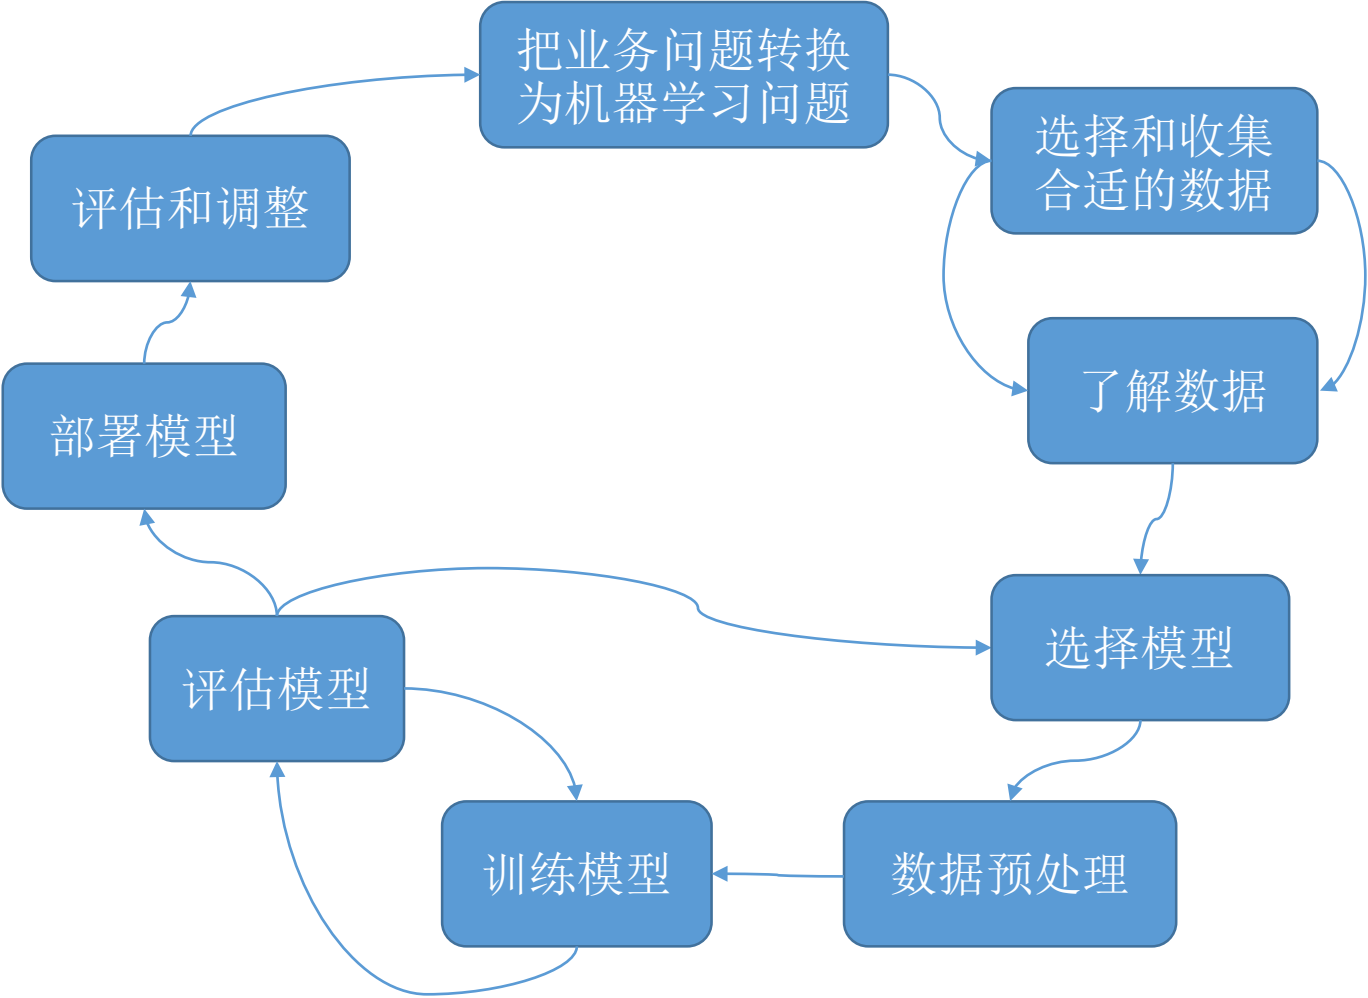 把业务问题转换
为机器学习问题
选择和收集
合适的数据
了解数据
选择模型
数据预处理
训练模型
评估模型
部署模型
评估和调整